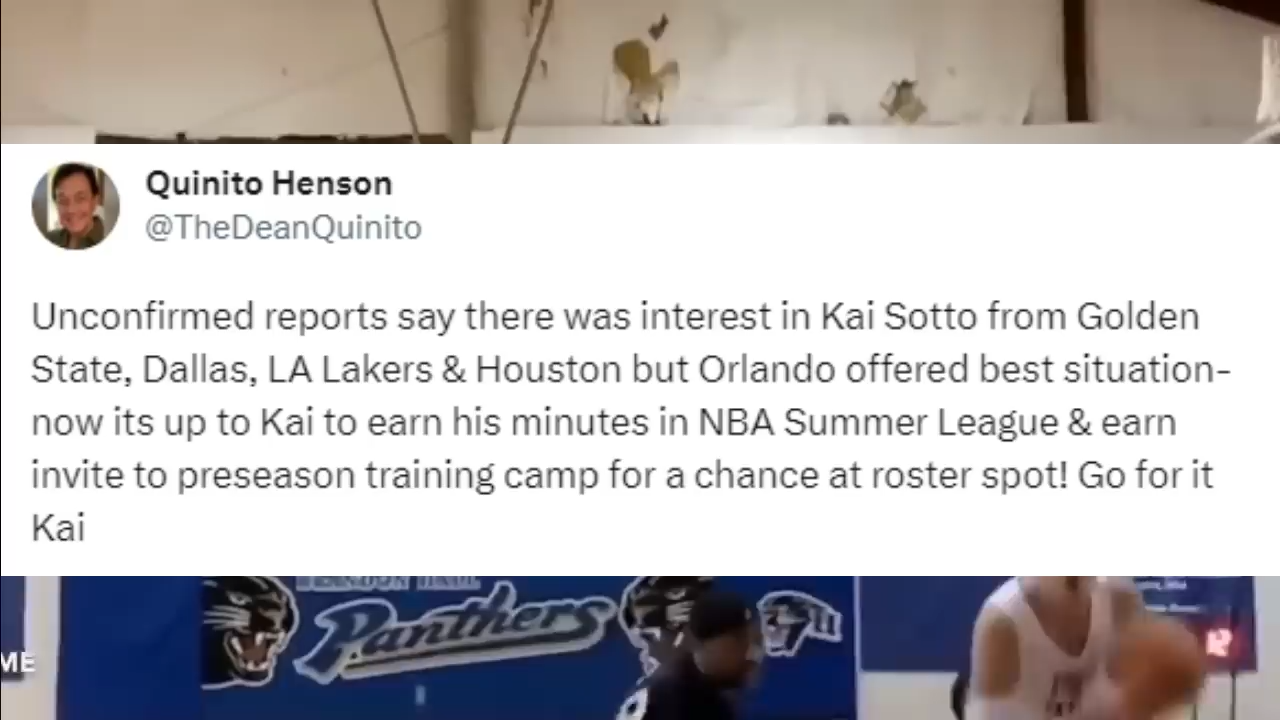 Quinito Henson
@TheDeanQuinito
Unconfirmed reports say there was interest in Kai Sotto from Golden
State, Dallas, LA Lakers & Houston but Orlando offered best situation-
now its up to Kai to earn his minutes in NBA Summer League & earn
invite to preseason training camp for a chance at roster spot! Go for it
Kai
Panthers
ME